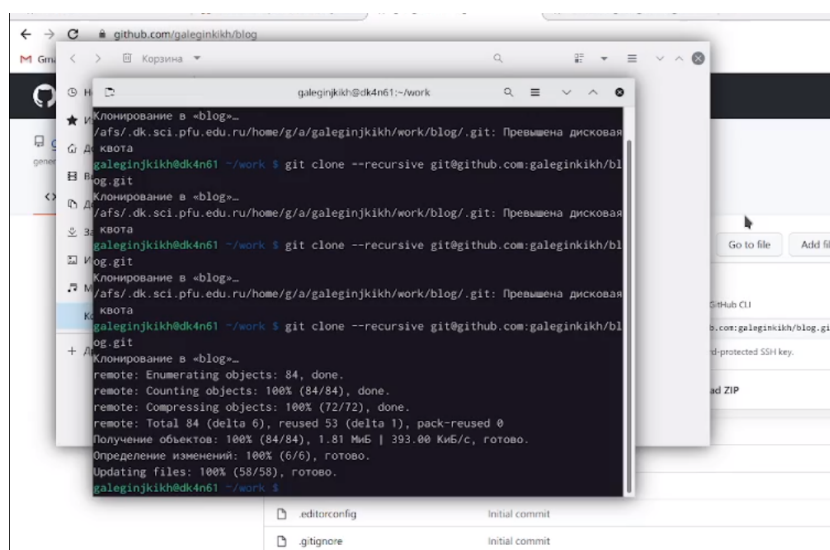 github.com/galeginkikh/blog
Корзина
galeginjkikh@dk4n61:~/work
Клонирование в «blog»…
/afs/.dk.sci.pfu.edu.ru/home/g/a/galeginjkikh/work/blog/.git: Превышена дисковая
квота
galeginjkikh@dk4n61 ~/work $ git clone --recursive git@github.com:galeginkikh/bl
og.git
Клонирование в «blog»…
/afs/.dk.sci.pfu.edu.ru/home/g/a/galeginjkikh/work/blog/.git: Превышена дисковая
квота
galeginjkikh@dk4n61 ~/work $ git clone --recursive git@github.com:galeginkikh/bl
og.git
Клонирование в «blog»…
/afs/.dk.sci.pfu.edu.ru/home/g/a/galeginjkikh/work/blog/.git: Превышена дисковая
квота
galeginjkikh@dk4n61 ~/work $ git clone --recursive git@github.com:galeginkikh/bl
og.git
Клонирование в «blog»…
remote: Enumerating objects: 84, done.
remote: Counting objects: 100% (84/84), done.
remote: Compressing objects: 100% (72/72), done.
remote: Total 84 (delta 6), reused 53 (delta 1), pack-reused 0
Получение объектов: 100% (84/84), 1.81 МиБ | 393.00 КиБ/с, готово.
Определение изменений: 100% (6/6), готово.
Updating files: 100% (58/58), готово.
galeginjkikh@dk4n61 ~/work $
Go to file
Add fi
GitHub CLI
b.com:galeginkikh/blog.gi
rd-protected SSH key.
ad ZIP
.editorconfig
Initial commit
.gitignore
Initial commit